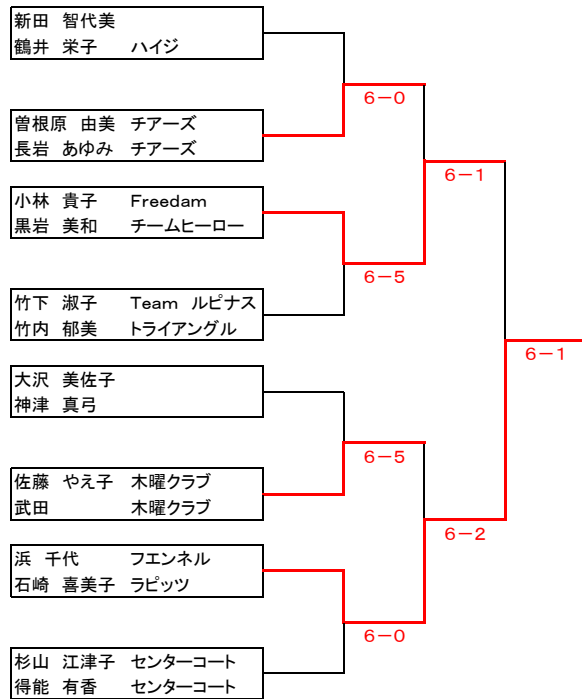 新田 智代美
鶴井 栄子 ハイジ
6-0
曽根原 由美 チアーズ
長岩 あゆみ チアーズ
6-1
小林 貴子 Freedam
黒岩 美和 チームヒーロー
6-5
竹下 淑子 Team ルピナス
竹内 郁美 トライアングル
6-1
大沢 美佐子
神津 真弓
6-5
佐藤 やえ子 木曜クラブ
武田 木曜クラブ
6-2
浜 千代 フエンネル
石崎 喜美子 ラピッツ
6-0
杉山 江津子 センターコート
得能 有香 センターコート